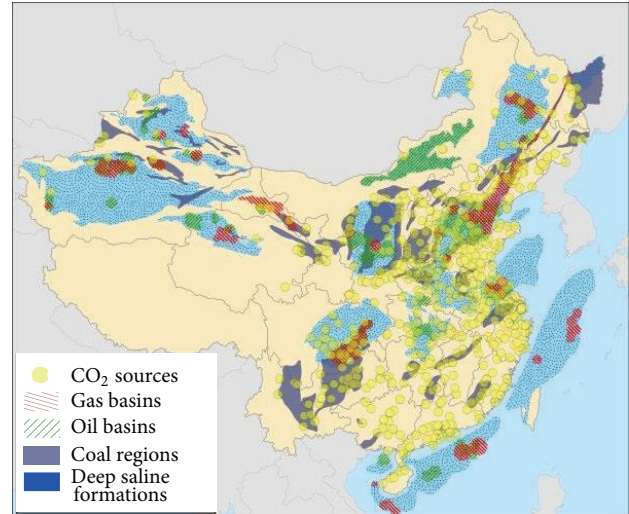 CO₂ sources
Gas basins
Oil basins
Coal regions
Deep saline
formations